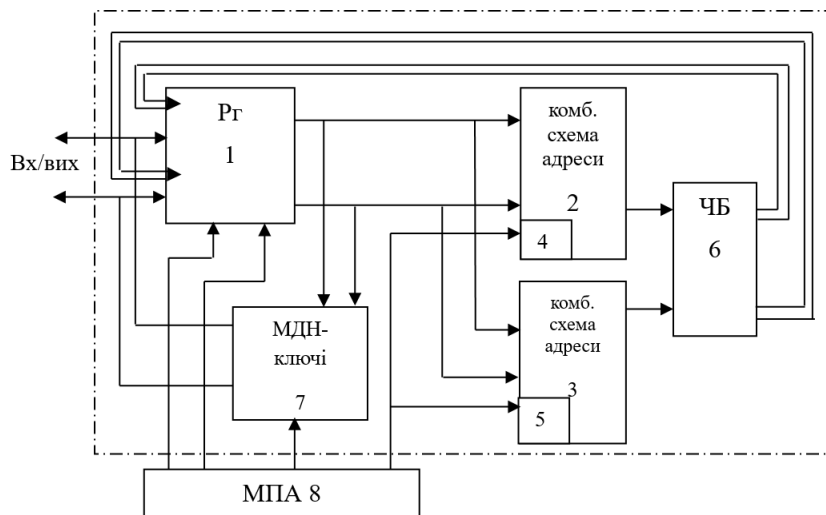 Рг
1
Вх/вих
комб.
схема
адреси
2
4
ЧБ
6
комб.
схема
адреси
3
5
МДН-
ключі
7
МПА 8